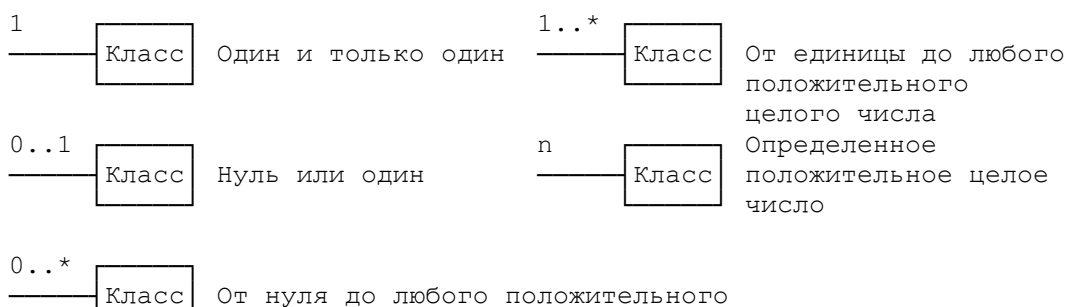 1
Класс Один и только один
1..*
Класс От единицы до любого
положительного
целого числа
0..1
Класс Нуль или один
n
Определенное
Класс положительное целое
число
0..*
Класс От нуля до любого положительного